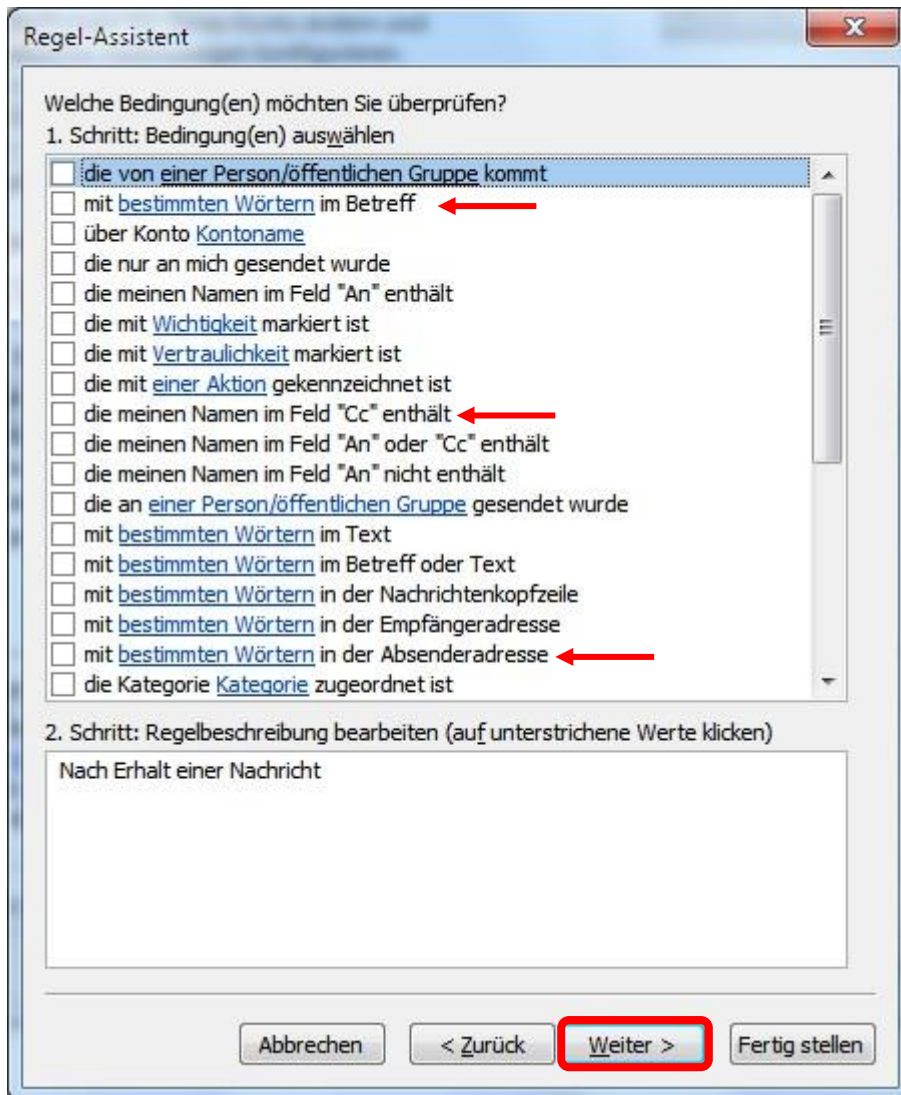 Regel-Assistent
Welche Bedingung(en) möchten Sie überprüfen?
1. Schritt: Bedingung(en) auswählen
die von einer Person/öffentlichen Gruppe kommt
mit bestimmten Wörtern im Betreff
über Konto Kontoname
die nur an mich gesendet wurde
die meinen Namen im Feld "An" enthält
die mit Wichtigkeit markiert ist
die mit Vertraulichkeit markiert ist
die mit einer Aktion gekennzeichnet ist
die meinen Namen im Feld "Cc" enthält
die meinen Namen im Feld "An" oder "Cc" enthält
die meinen Namen im Feld "An" nicht enthält
die an einer Person/öffentlichen Gruppe gesendet wurde
mit bestimmten Wörtern im Text
mit bestimmten Wörtern im Betreff oder Text
mit bestimmten Wörtern in der Nachrichtenkopfzeile
mit bestimmten Wörtern in der Empfängeradresse
mit bestimmten Wörtern in der Absenderadresse
die Kategorie Kategorie zugeordnet ist
2. Schritt: Regelbeschreibung bearbeiten (auf unterstrichene Werte klicken)
Nach Erhalt einer Nachricht
Abbrechen < Zurück Weiter > Fertig stellen